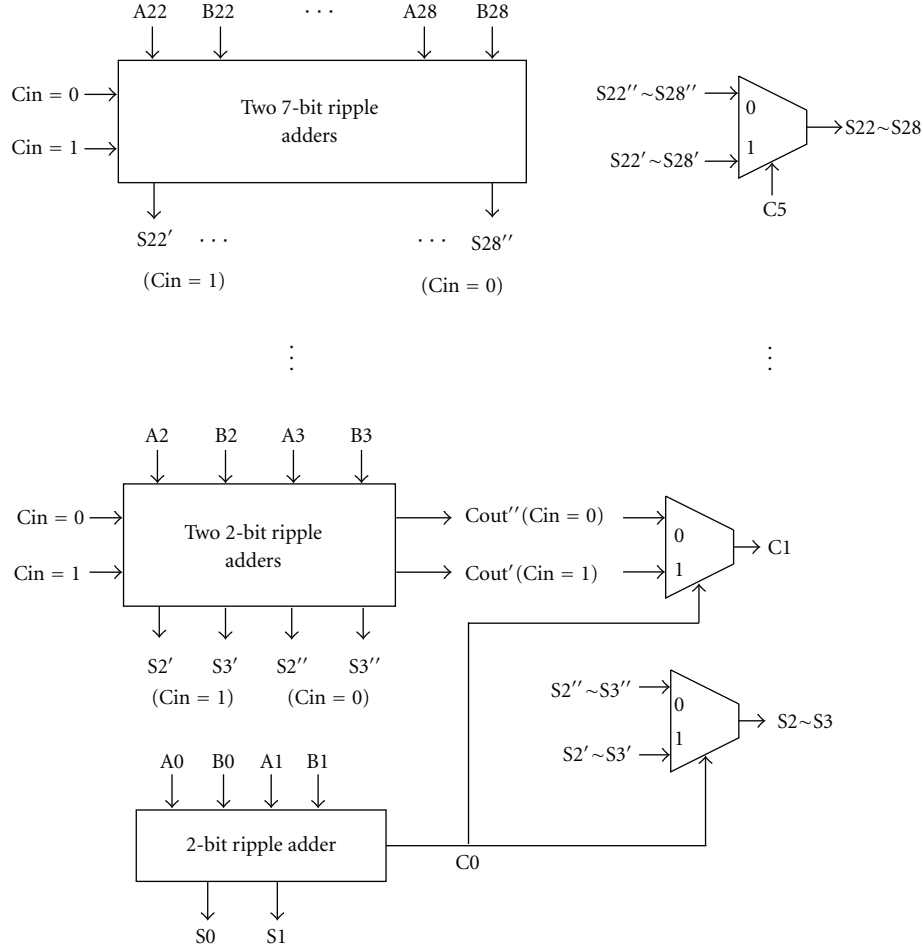 A22 B22 · · · A28 B28
Cin = 0
Cin = 1
Two 7-bit ripple
adders
S22′′∼S28′′
S22′∼S28′
0
1
S22∼S28
C5
S22′ · · · · · · S28′′
(Cin = 1) (Cin = 0)
A2 B2 A3 B3
Cin = 0
Cin = 1
Two 2-bit ripple
adders
Cout′′(Cin = 0)
Cout′(Cin = 1)
0
1
C1
S2′ S3′ S2′′ S3′′
(Cin = 1) (Cin = 0)
S2′′∼S3′′
S2′∼S3′
0
1
S2∼S3
A0 B0 A1 B1
2-bit ripple adder
C0
S0 S1